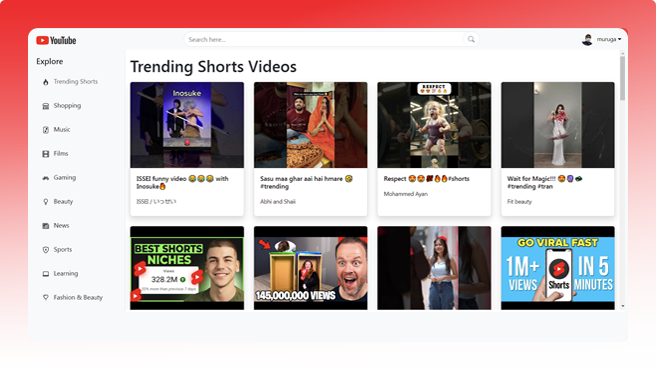 YouTube
Search here...
muruga
Explore
Trending Shorts
Shopping
Music
Films
Gaming
Beauty
News
Sports
Learning
Fashion & Beauty
Trending Shorts Videos
Inosuke
ISSEI funny video 😂😂😂 with
Inosuke🔥
ISSEI / いっせい
Sasu maa ghar aai hai hmare 🤣
#trending
Abhi and Shaii
RESPECT
Respect 🤩🤩💯🔥🔥#shorts
Mohammed Ayan
Wait for Magic!!! 🤩🔮
#trending #tran
Fit beauty
BEST SHORTS
NICHES
Views
328.2M
145,000,000 VIEWS
GO VIRAL FAST
1M+
VIEWS
Shorts
IN 5
MINUTES